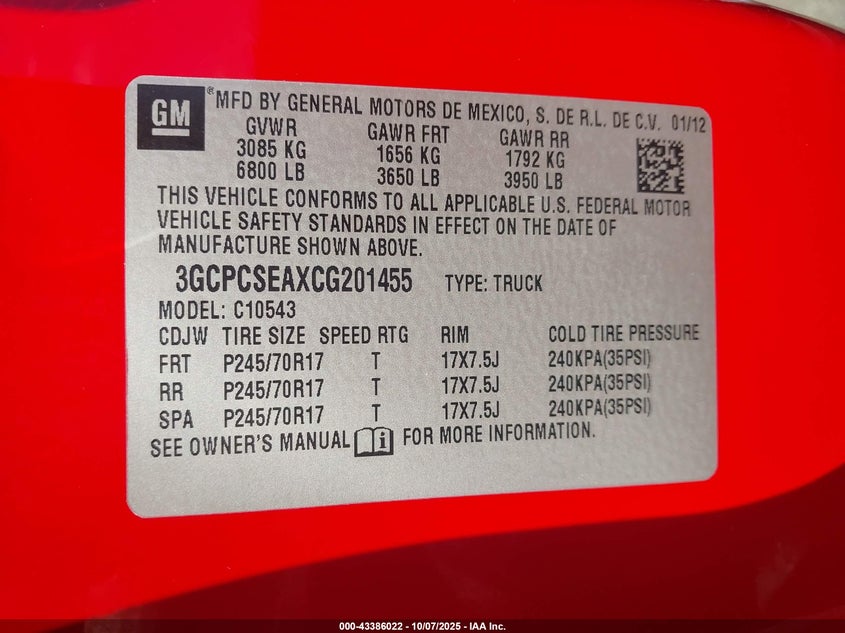 GM ® MFD BY GENERAL MOTORS DE MEXICO, S. DE R.L. DE C.V. 01/12
GVWR GAWR FRT GAWR RR
3085 KG 1656 KG 1792 KG
6800 LB 3650 LB 3950 LB
THIS VEHICLE CONFORMS TO ALL APPLICABLE U.S. FEDERAL MOTOR
VEHICLE SAFETY STANDARDS IN EFFECT ON THE DATE OF
MANUFACTURE SHOWN ABOVE.
3GCPCSEAXCG201455 TYPE: TRUCK
MODEL: C10543
CDJW TIRE SIZE SPEED RTG RIM COLD TIRE PRESSURE
FRT P245/70R17 T 17X7.5J 240KPA(35PSI)
RR P245/70R17 T 17X7.5J 240KPA(35PSI)
SPA P245/70R17 T 17X7.5J 240KPA(35PSI)
SEE OWNER'S MANUAL i FOR MORE INFORMATION.
000-43386022 - 10/07/2025 - IAA Inc.